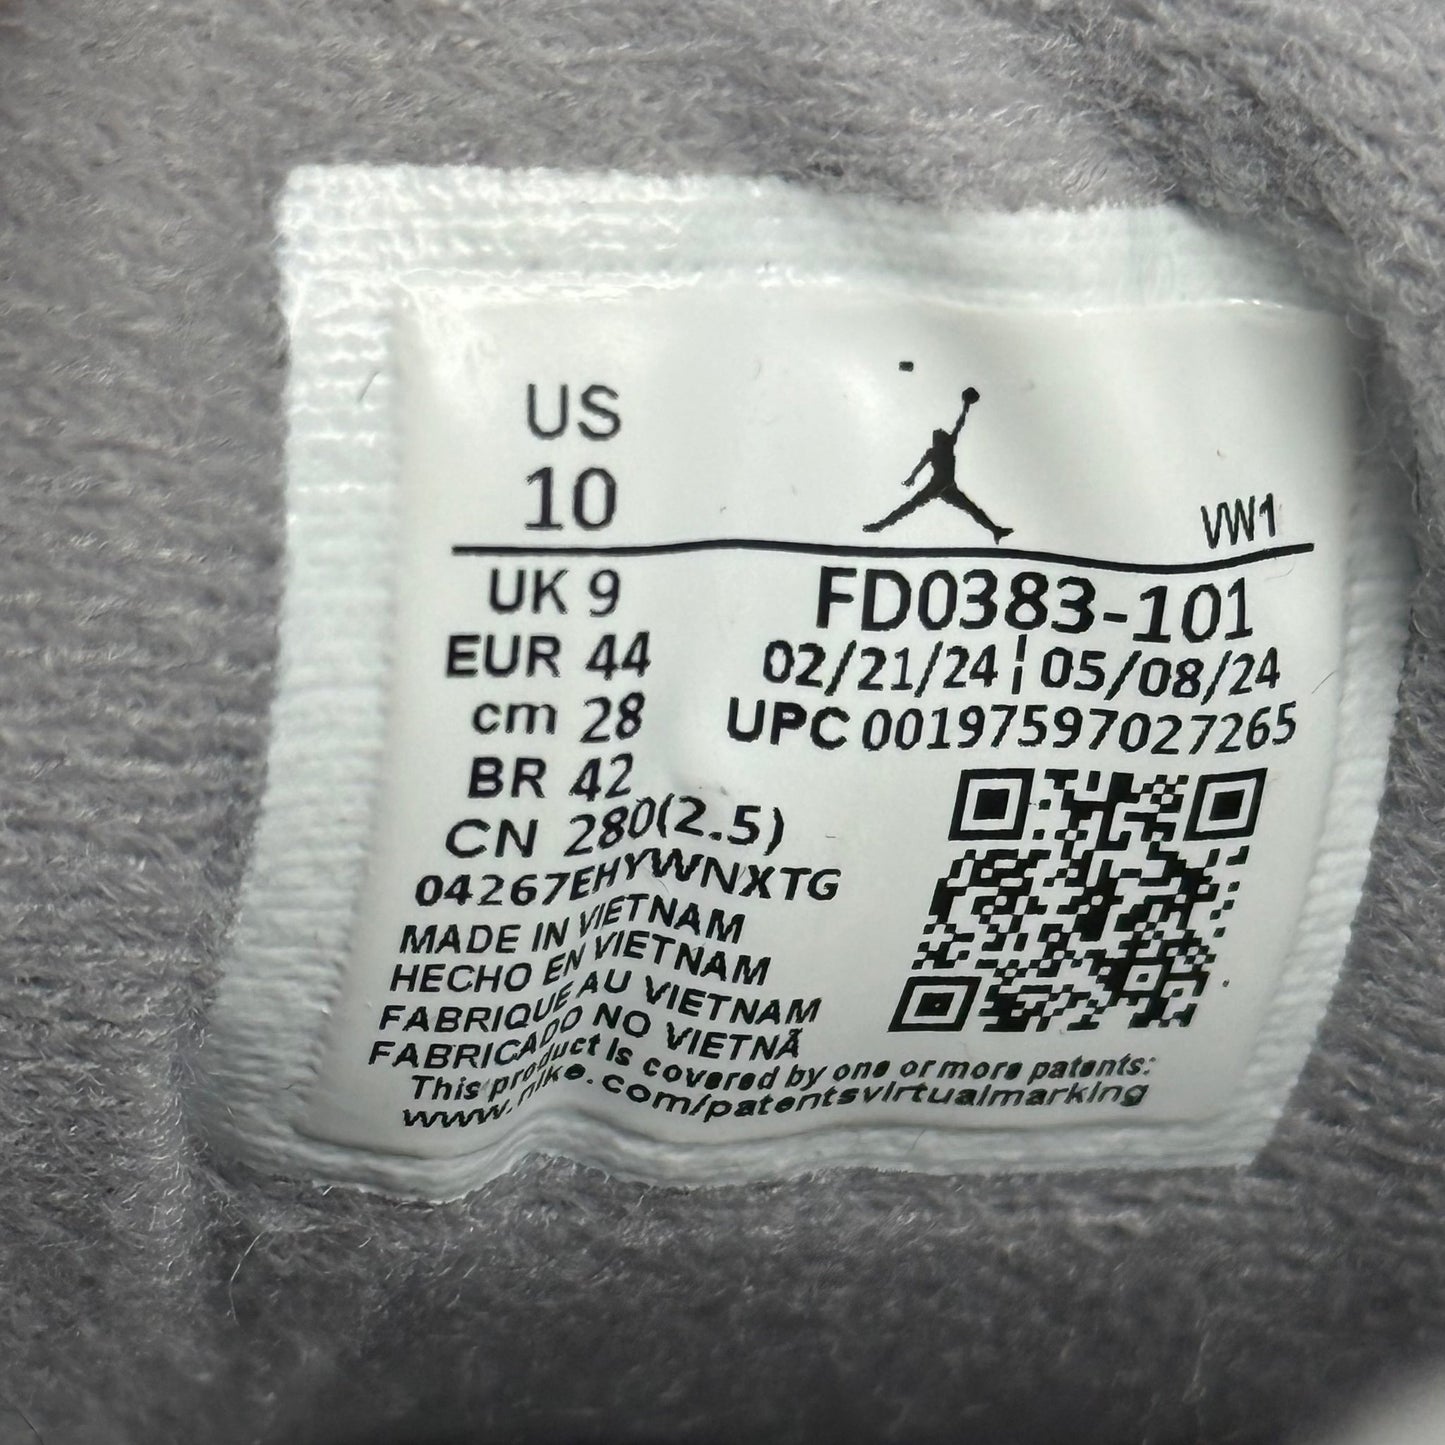 US
10
VW1
UK 9
EUR 44
cm 28
BR 42
CN 280(2.5)
FD0383-101
02/21/24 ¦ 05/08/24
UPC 00197597027265
04267EHYWNXTG
MADE IN VIETNAM
HECHO EN VIETNAM
FABRIQUE AU VIETNAM
FABRICADO NO VIETNÃ
This product is covered by one or more patents:
www.nike.com/patentsvirtualmarking